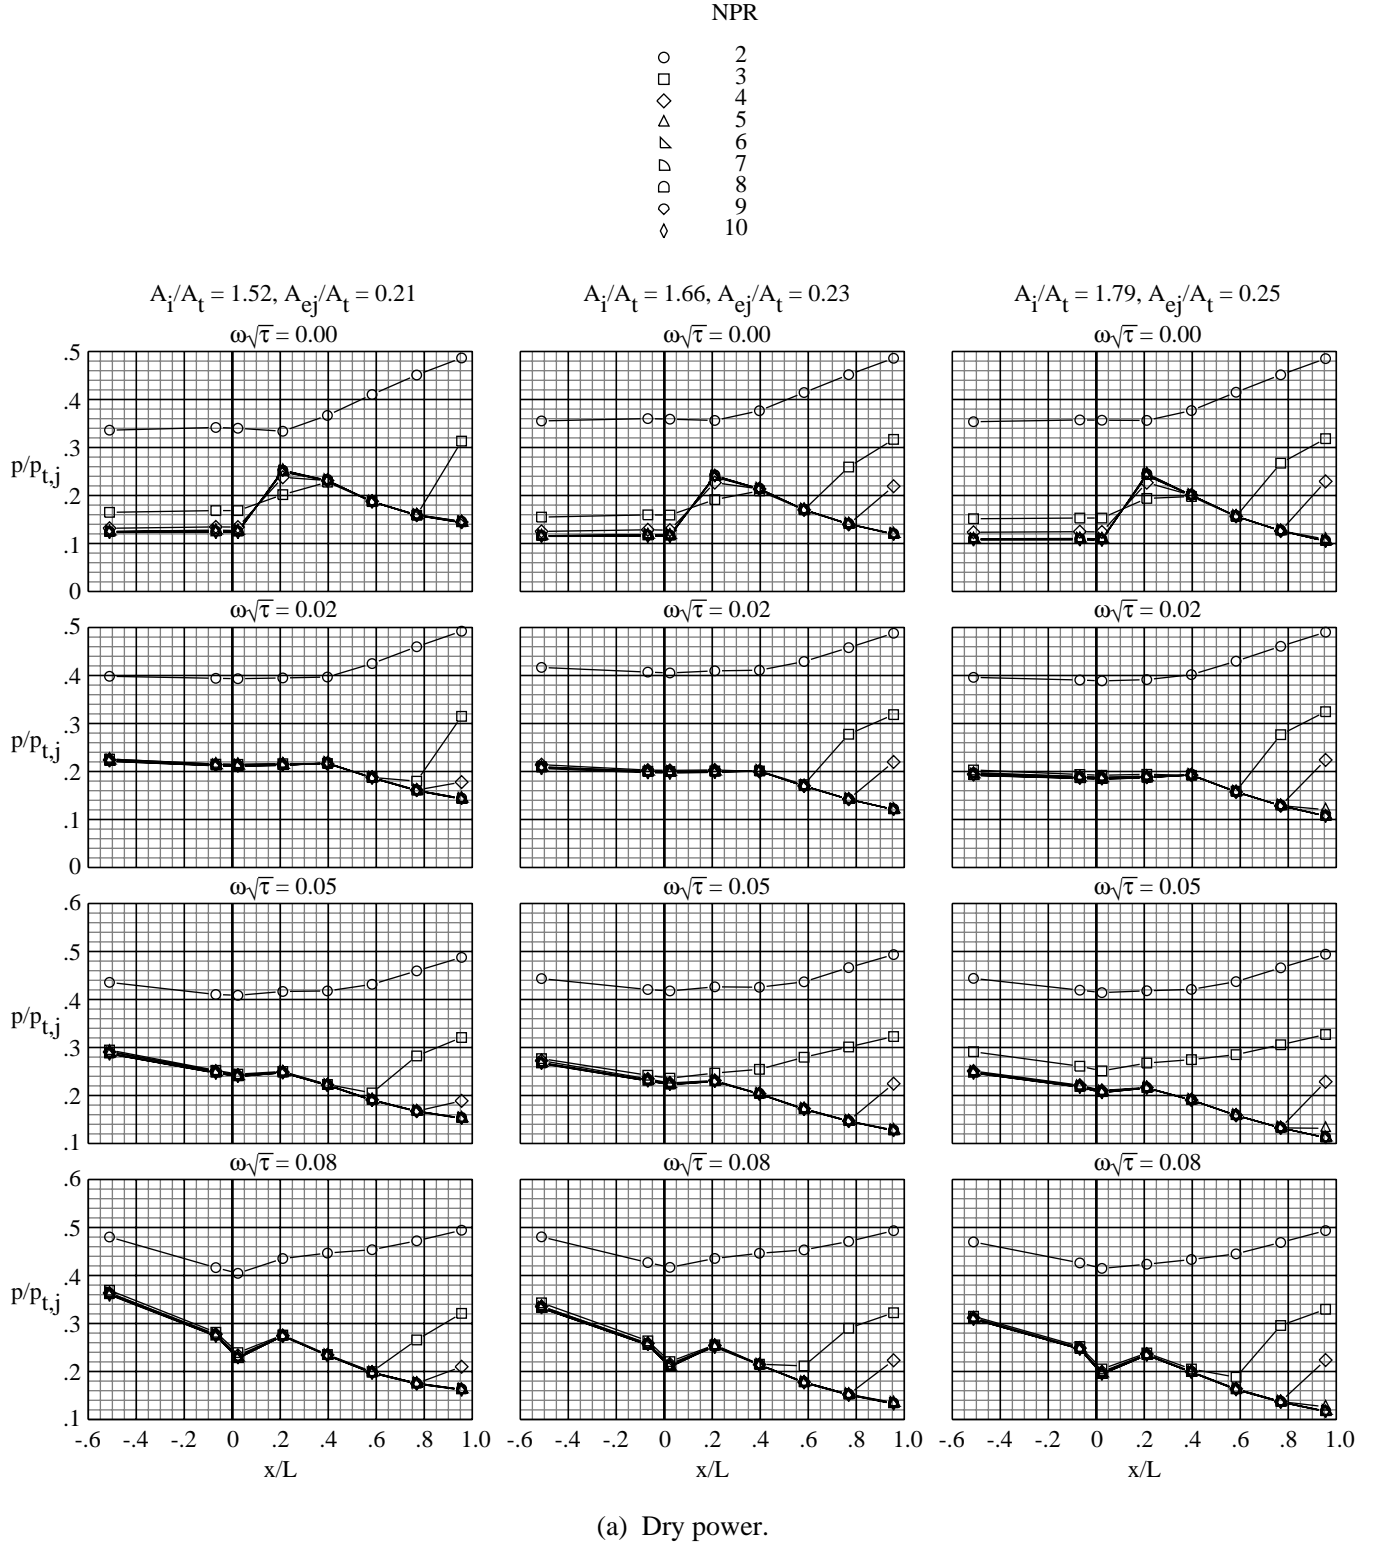 NPR
2
3
4
5
6
7
8
9
10
A_i/A_t = 1.52, A_ej/A_t = 0.21 A_i/A_t = 1.66, A_ej/A_t = 0.23 A_i/A_t = 1.79, A_ej/A_t = 0.25
ω√τ = 0.00 ω√τ = 0.00 ω√τ = 0.00
.5
.4
.3
p/p_t,j
.2
.1
0
ω√τ = 0.02 ω√τ = 0.02 ω√τ = 0.02
.5
.4
.3
p/p_t,j
.2
.1
0
ω√τ = 0.05 ω√τ = 0.05 ω√τ = 0.05
.6
.5
.4
p/p_t,j
.3
.2
.1
ω√τ = 0.08 ω√τ = 0.08 ω√τ = 0.08
.6
.5
.4
p/p_t,j
.3
.2
.1
-.6 -.4 -.2 0 .2 .4 .6 .8 1.0 -.6 -.4 -.2 0 .2 .4 .6 .8 1.0 -.6 -.4 -.2 0 .2 .4 .6 .8 1.0
x/L x/L x/L
(a) Dry power.